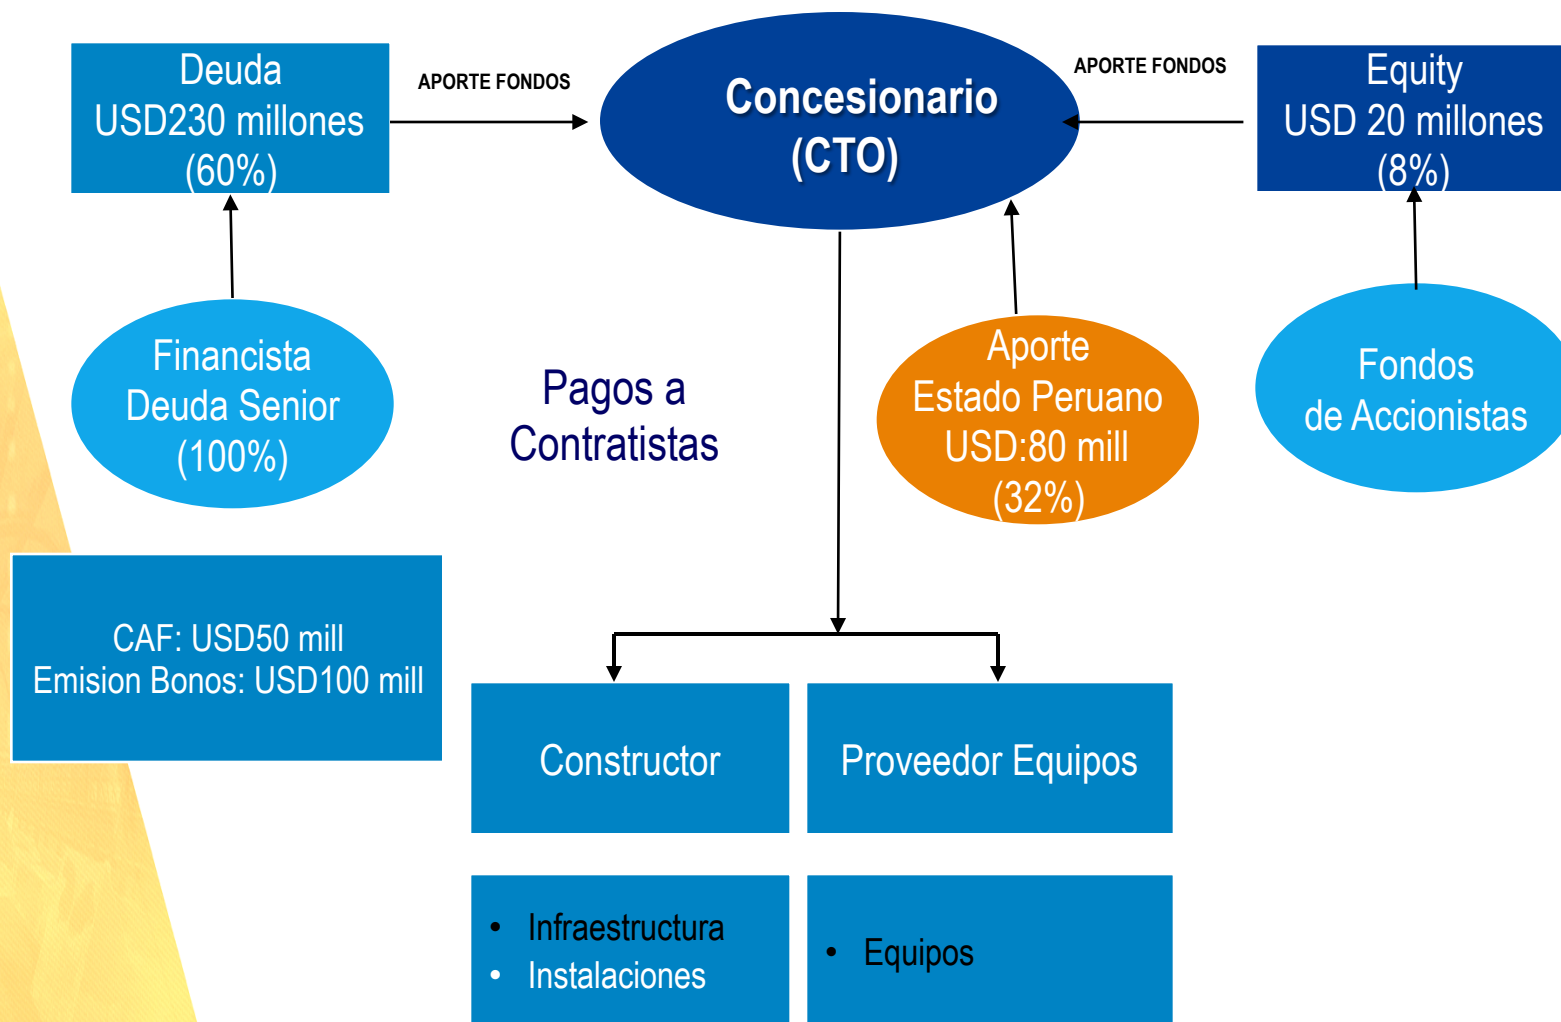 Deuda
USD230 millones
(60%)
APORTE FONDOS
Concesionario
(CTO)
APORTE FONDOS
Equity
USD 20 millones
(8%)
Financista
Deuda Senior
(100%)
Pagos a
Contratistas
Aporte
Estado Peruano
USD:80 mill
(32%)
Fondos
de Accionistas
CAF: USD50 mill
Emision Bonos: USD100 mill
Constructor
Proveedor Equipos
• Infraestructura
• Instalaciones
• Equipos